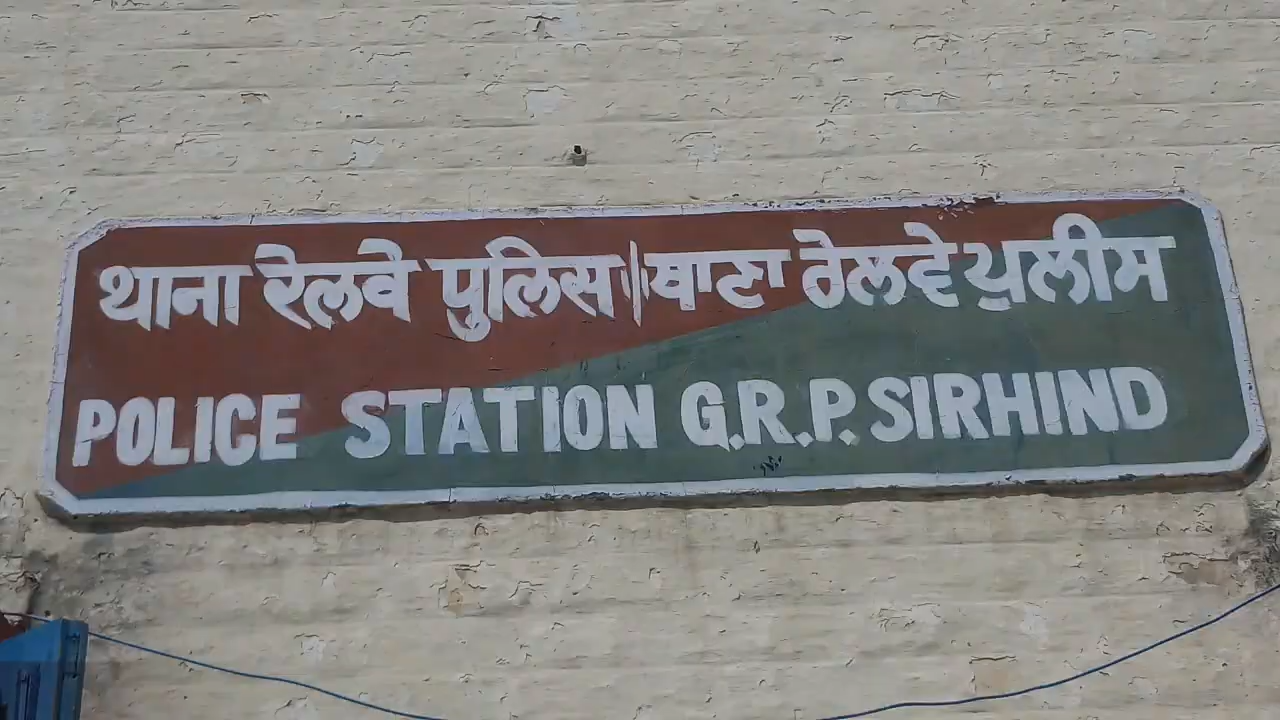 थाना रेलवे पुलिस || ਥਾਣਾ ਰੇਲਵੇ ਪੁਲੀਸ
POLICE STATION G.R.P. SIRHIND